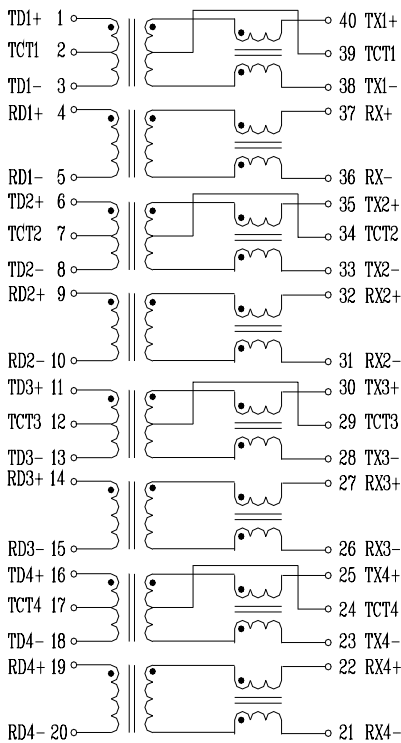 TD1+ 1 40 TX1+
TCT1 2 39 TCT1
TD1- 3 38 TX1-
RD1+ 4 37 RX+
RD1- 5 36 RX-
TD2+ 6 35 TX2+
TCT2 7 34 TCT2
TD2- 8 33 TX2-
RD2+ 9 32 RX2+
RD2- 10 31 RX2-
TD3+ 11 30 TX3+
TCT3 12 29 TCT3
TD3- 13 28 TX3-
RD3+ 14 27 RX3+
RD3- 15 26 RX3-
TD4+ 16 25 TX4+
TCT4 17 24 TCT4
TD4- 18 23 TX4-
RD4+ 19 22 RX4+
RD4- 20 21 RX4-